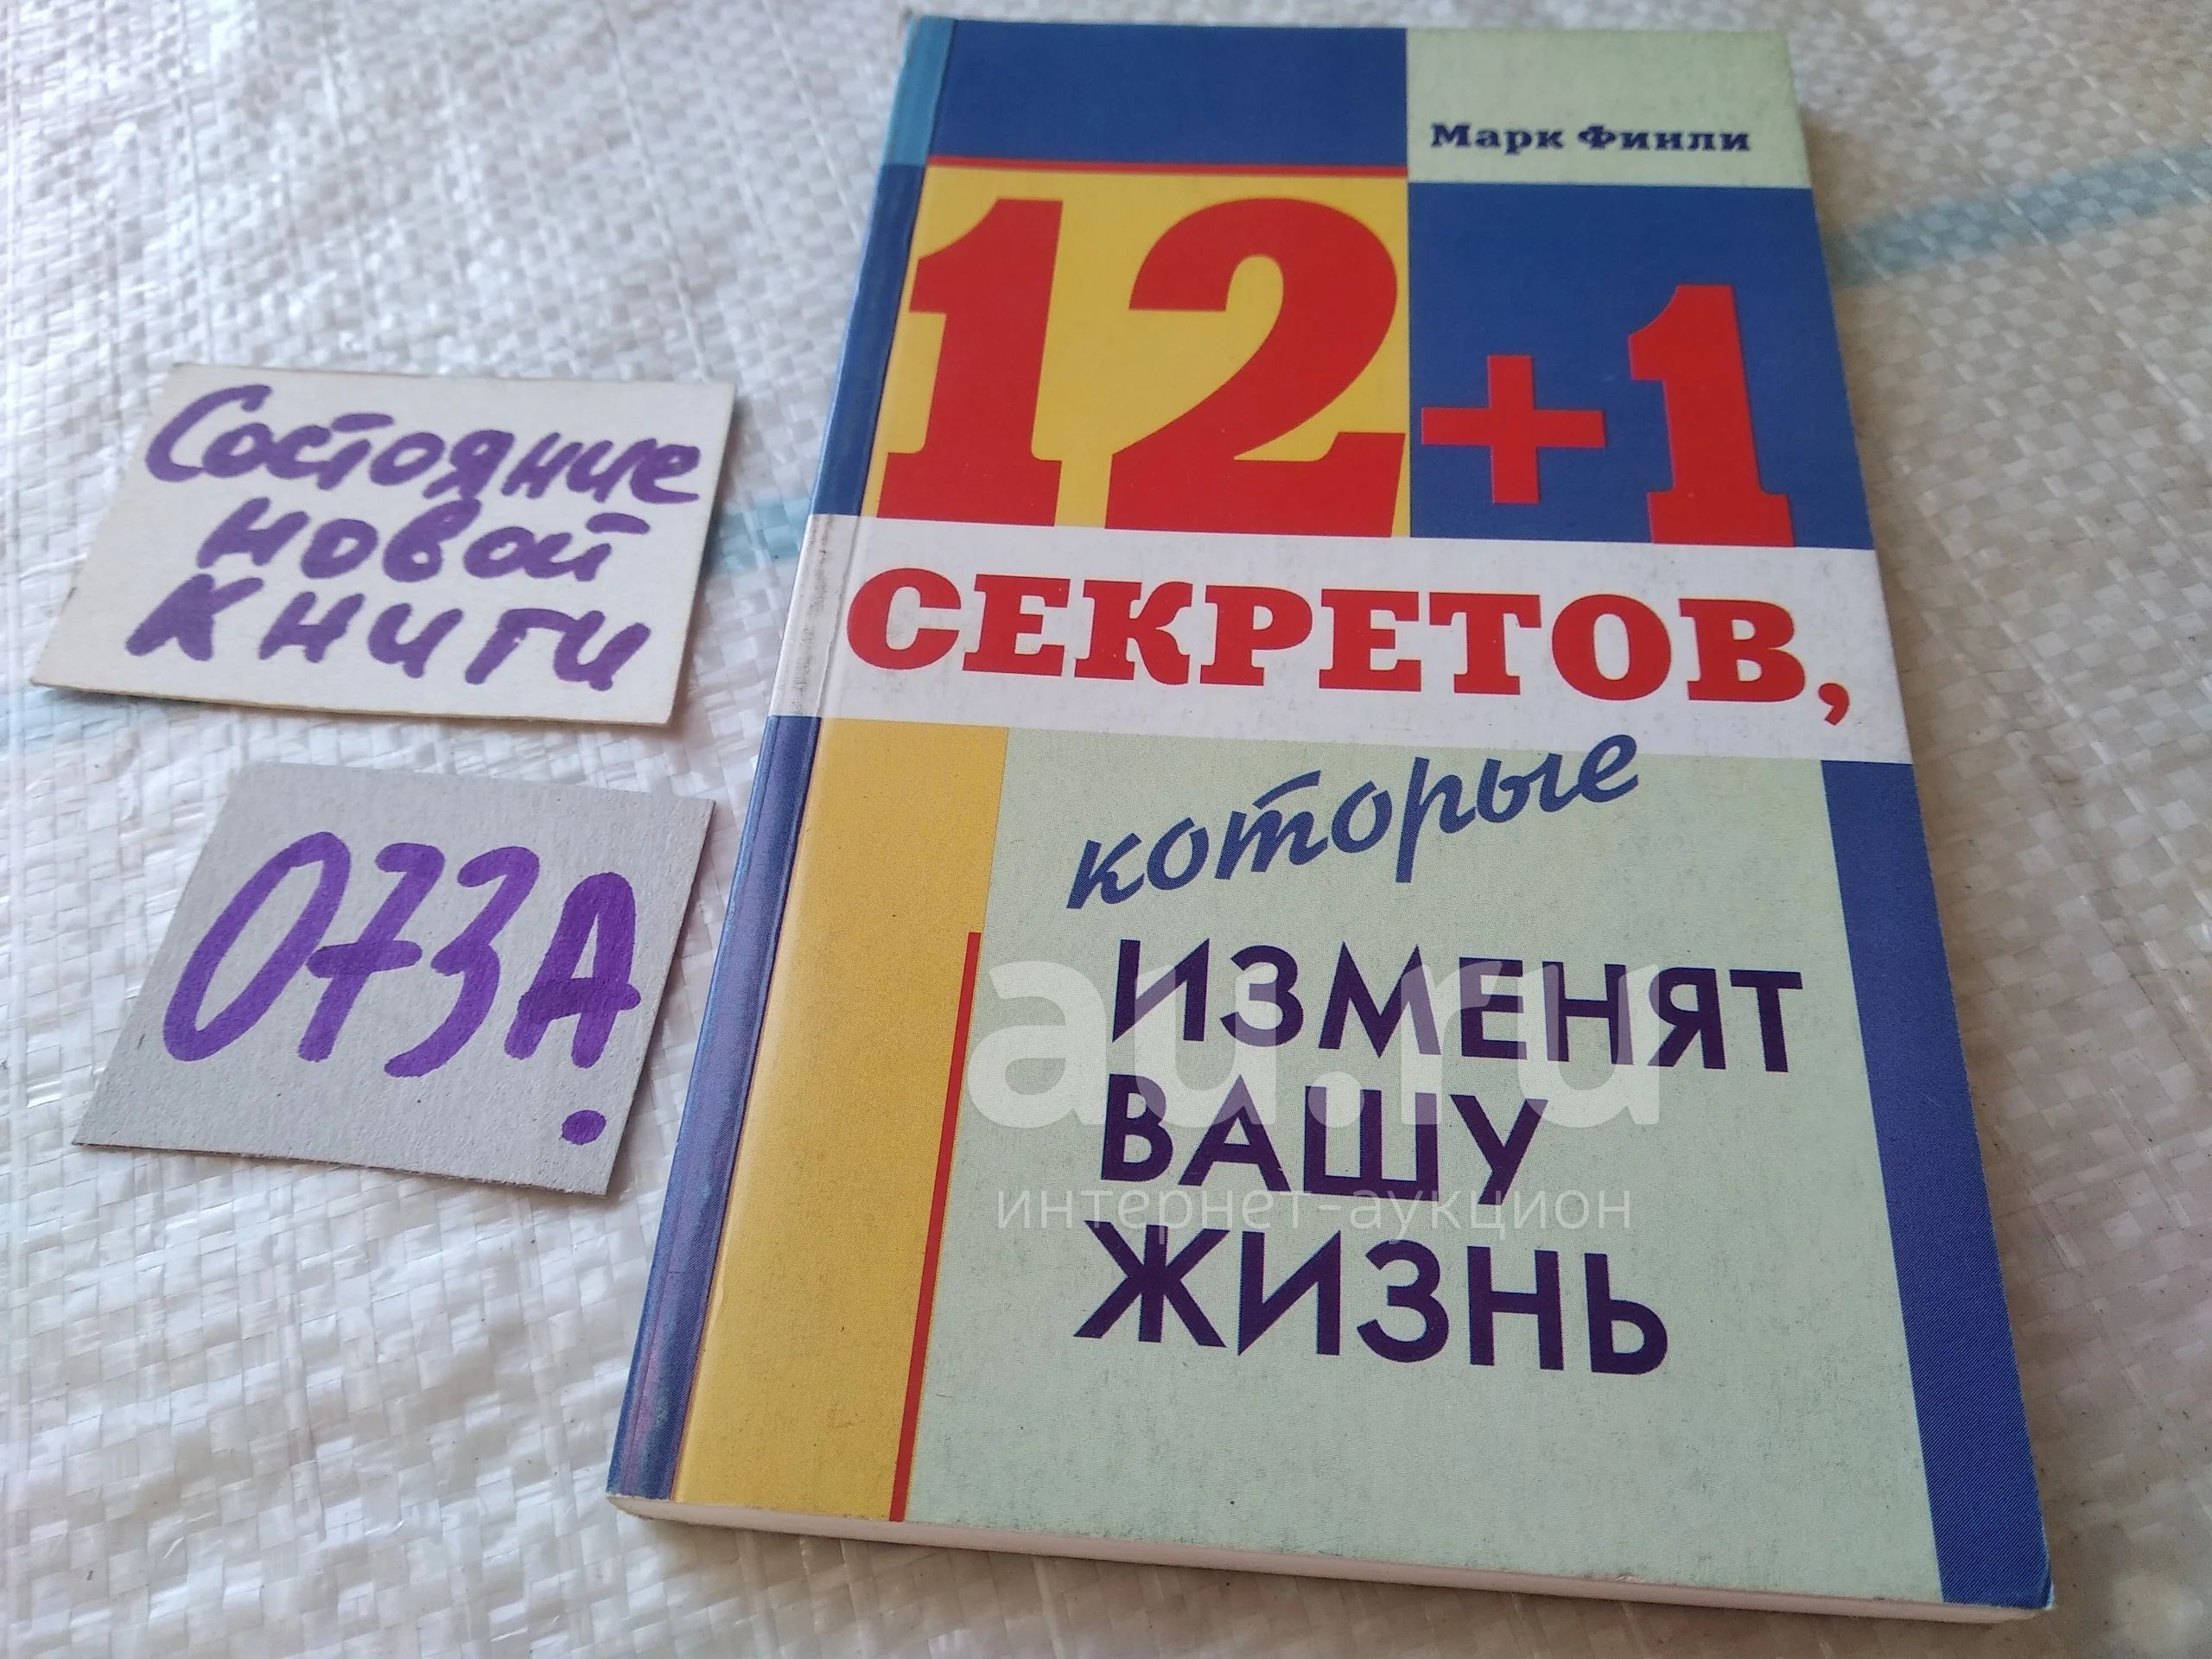 Марк Финли
12+1
СЕКРЕТОВ,
которые
ИЗМЕНЯТ
ВАШУ
ЖИЗНЬ
Состояние
новой
книги
073А.
au.ru
интернет-аукцион